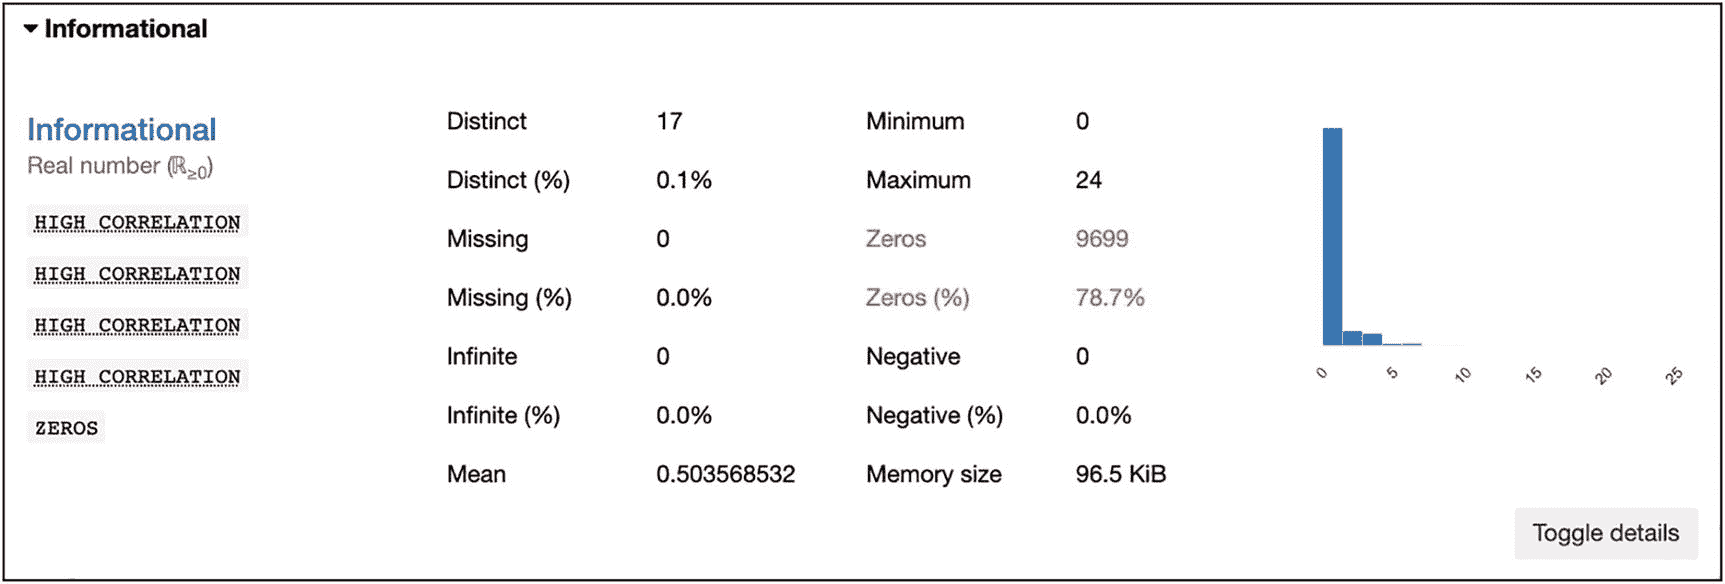 Informational
Informational
Real number (ℝ≥0)
HIGH CORRELATION
HIGH CORRELATION
HIGH CORRELATION
HIGH CORRELATION
ZEROS
Distinct 17
Distinct (%) 0.1%
Missing 0
Missing (%) 0.0%
Infinite 0
Infinite (%) 0.0%
Mean 0.503568532
Minimum 0
Maximum 24
Zeros 9699
Zeros (%) 78.7%
Negative 0
Negative (%) 0.0%
Memory size 96.5 KiB
0 5 10 15 20 25
Toggle details